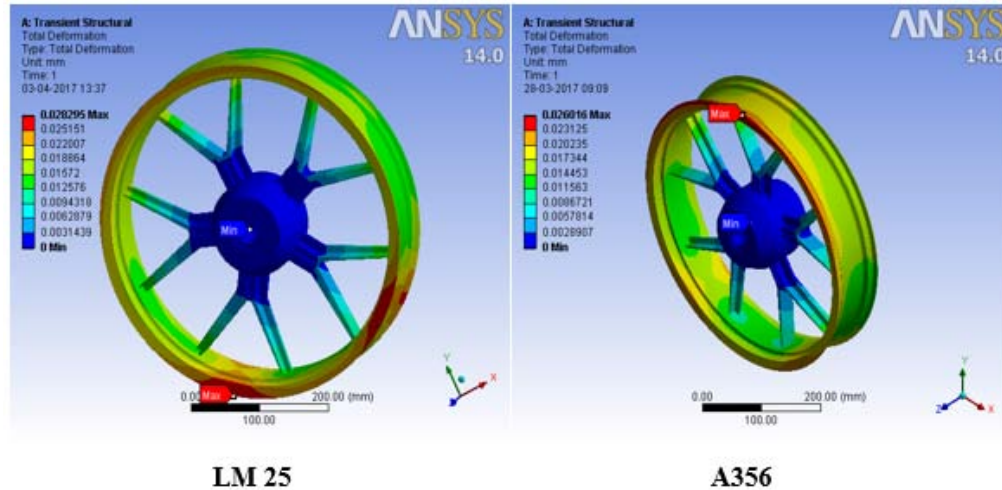 A: Transient Structural
Total Deformation
Type: Total Deformation
Unit: mm
Time: 1
03-04-2017 13:37
0.028295 Max
0.025151
0.022007
0.018864
0.01572
0.012576
0.0094318
0.0062879
0.0031439
0 Min
ANSYS
14.0
Min
Max
0.00
200.00 (mm)
100.00
Y
X
Z
A: Transient Structural
Total Deformation
Type: Total Deformation
Unit: mm
Time: 1
28-03-2017 09:09
0.026016 Max
0.023125
0.020235
0.017344
0.014453
0.011563
0.0086721
0.0057814
0.0028907
0 Min
ANSYS
14.0
Max
Min
0.00
200.00 (mm)
100.00
Y
Z
X
LM 25
A356